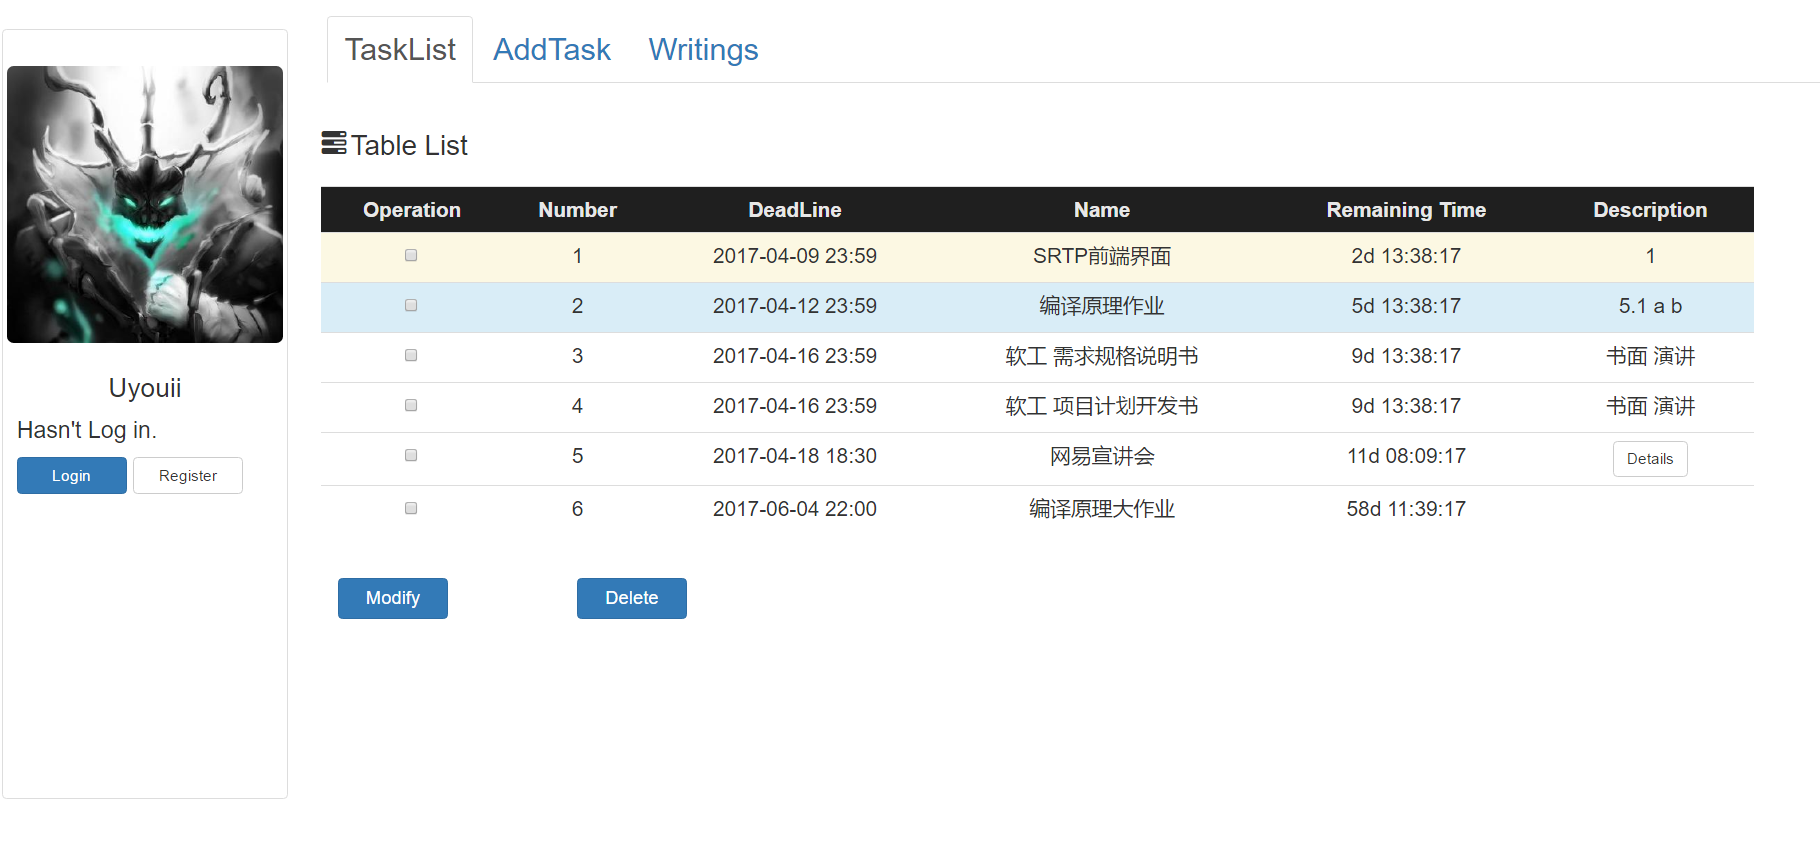 TaskList AddTask Writings
Table List
Operation Number DeadLine Name Remaining Time Description
1 2017-04-09 23:59 SRTP前端界面 2d 13:38:17 1
2 2017-04-12 23:59 编译原理作业 5d 13:38:17 5.1 a b
3 2017-04-16 23:59 软工 需求规格说明书 9d 13:38:17 书面 演讲
4 2017-04-16 23:59 软工 项目计划开发书 9d 13:38:17 书面 演讲
5 2017-04-18 18:30 网易宣讲会 11d 08:09:17 Details
6 2017-06-04 22:00 编译原理大作业 58d 11:39:17
Modify Delete
Uyouii
Hasn't Log in.
Login Register